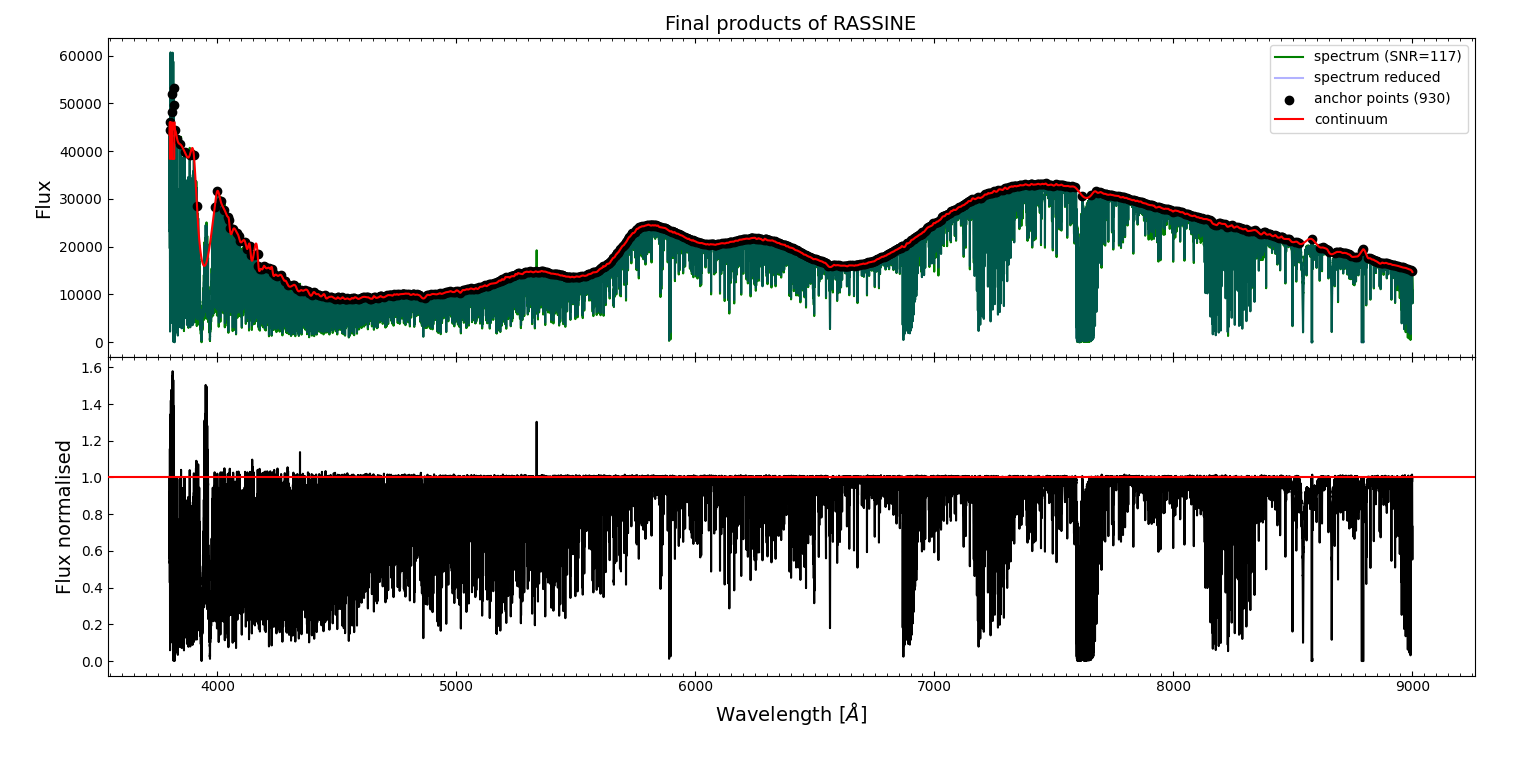 Final products of RASSINE
60000
50000
40000
30000
20000
10000
0
Flux
spectrum (SNR=117)
spectrum reduced
anchor points (930)
continuum
1.6
1.4
1.2
1.0
0.8
0.6
0.4
0.2
0.0
Flux normalised
4000 5000 6000 7000 8000 9000
Wavelength [Å]